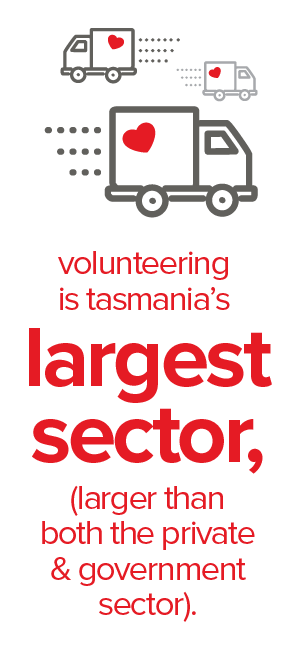 volunteering
is tasmania's
largest
sector,
(larger than
both the private
& government
sector).